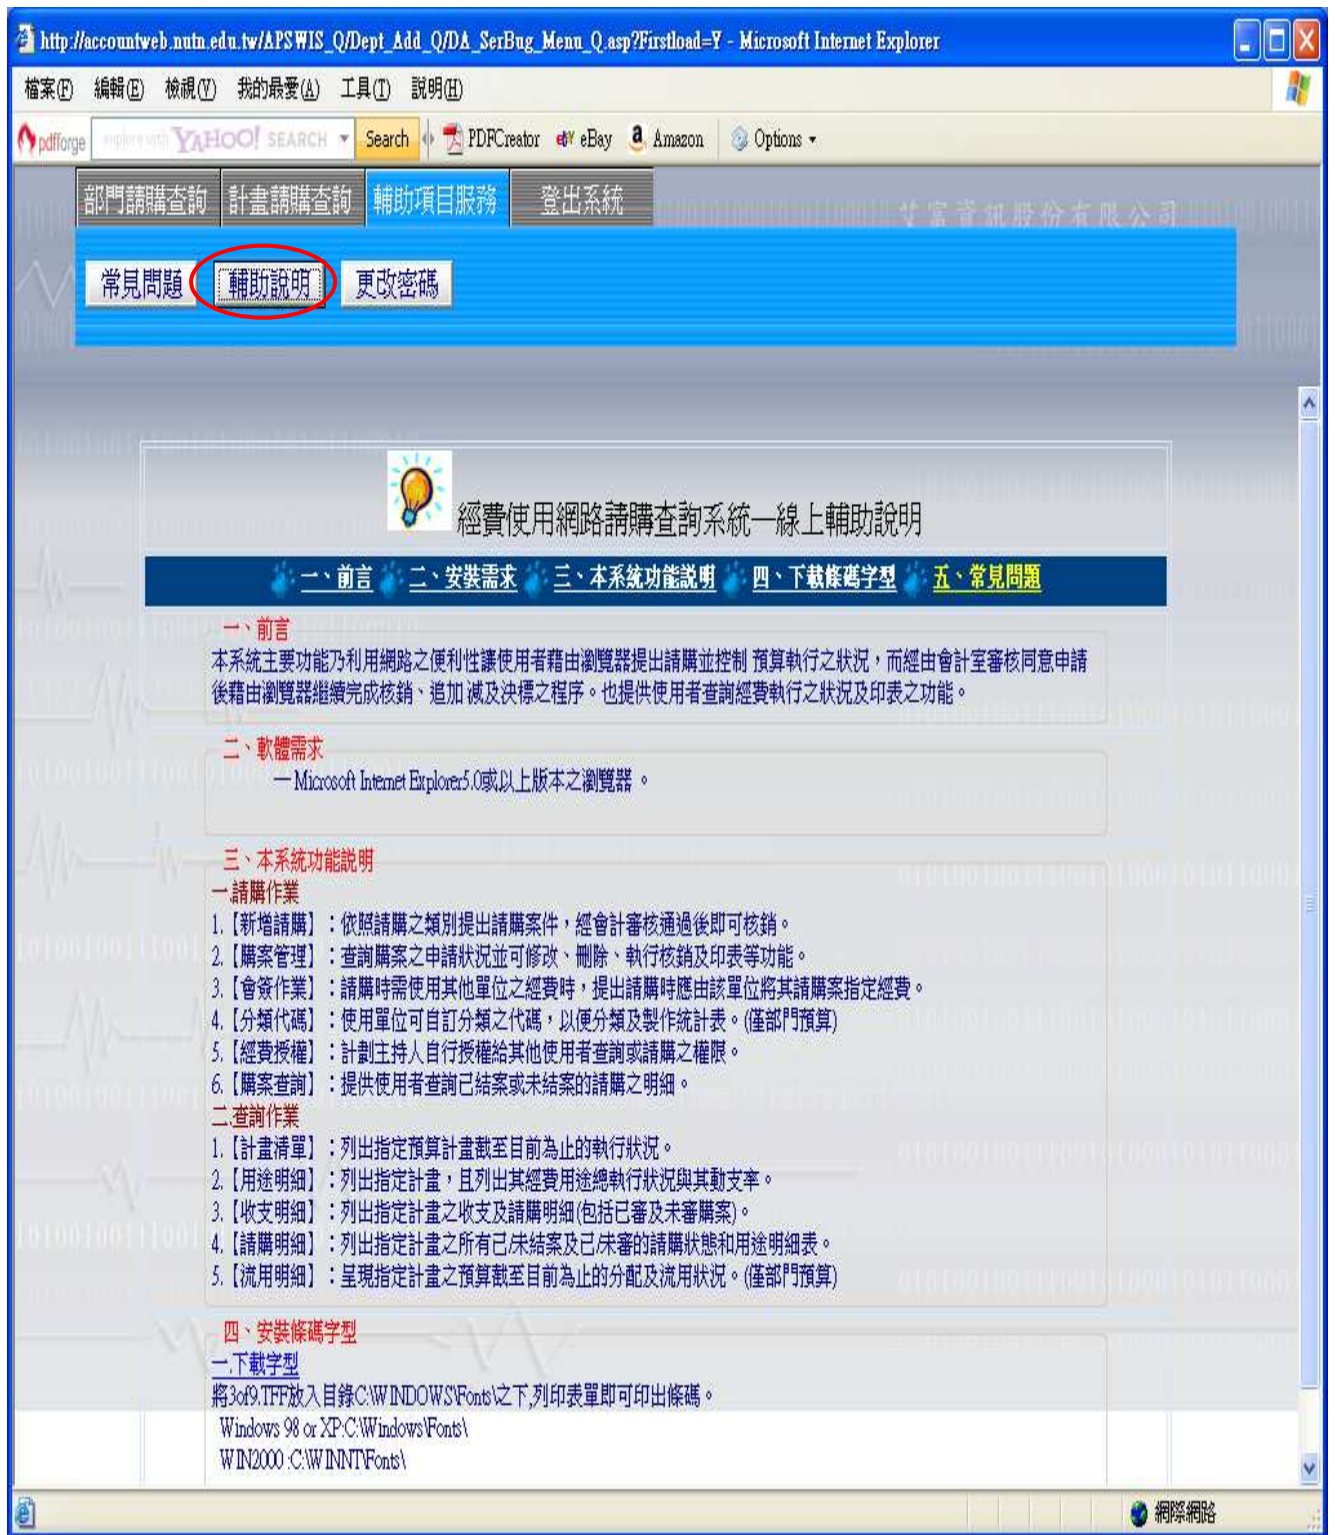 http://accountweb.nutn.edu.tw/APSWIS_Q/Dept_Add_Q/DA_SerBug_Menu_Q.asp?Firstload=Y - Microsoft Internet Explorer
檔案(F) 編輯(E) 檢視(V) 我的最愛(A) 工具(T) 說明(H)
pdfforge explore with YAHOO! SEARCH Search PDFCreator eBay Amazon Options
部門請購查詢 計畫請購查詢 輔助項目服務 登出系統
艾富資訊股份有限公司
常見問題 輔助說明 更改密碼
經費使用網路請購查詢系統—線上輔助說明
一、前言 二、安裝需求 三、本系統功能說明 四、下載條碼字型 五、常見問題
一、前言
本系統主要功能乃利用網路之便利性讓使用者藉由瀏覽器提出請購並控制 預算執行之狀況，而經由會計室審核同意申請
後藉由瀏覽器繼續完成核銷、追加 減及決標之程序。也提供使用者查詢經費執行之狀況及印表之功能。
二、軟體需求
— Microsoft Internet Explorer5.0或以上版本之瀏覽器 。
三、本系統功能說明
一.請購作業
1.【新增請購】：依照請購之類別提出請購案件，經會計審核通過後即可核銷。
2.【購案管理】：查詢購案之申請狀況並可修改、刪除、執行核銷及印表等功能。
3.【會簽作業】：請購時需使用其他單位之經費時，提出請購時應由該單位將其請購案指定經費。
4.【分類代碼】：使用單位可自訂分類之代碼，以便分類及製作統計表。(僅部門預算)
5.【經費授權】：計劃主持人自行授權給其他使用者查詢或請購之權限。
6.【購案查詢】：提供使用者查詢已結案或未結案的請購之明細。
二.查詢作業
1.【計畫清單】：列出指定預算計畫截至目前為止的執行狀況。
2.【用途明細】：列出指定計畫，且列出其經費用途總執行狀況與其動支率。
3.【收支明細】：列出指定計畫之收支及請購明細(包括已審及未審購案)。
4.【請購明細】：列出指定計畫之所有已/未結案及已/未審的請購狀態和用途明細表。
5.【流用明細】：呈現指定計畫之預算截至目前為止的分配及流用狀況。(僅部門預算)
四、安裝條碼字型
一.下載字型
將3of9.TFF放入目錄C:\WINDOWS\Fonts\之下,列印表單即可印出條碼。
Windows 98 or XP:C:\Windows\Fonts\
WIN2000 :C:\WINNT\Fonts\
網際網路